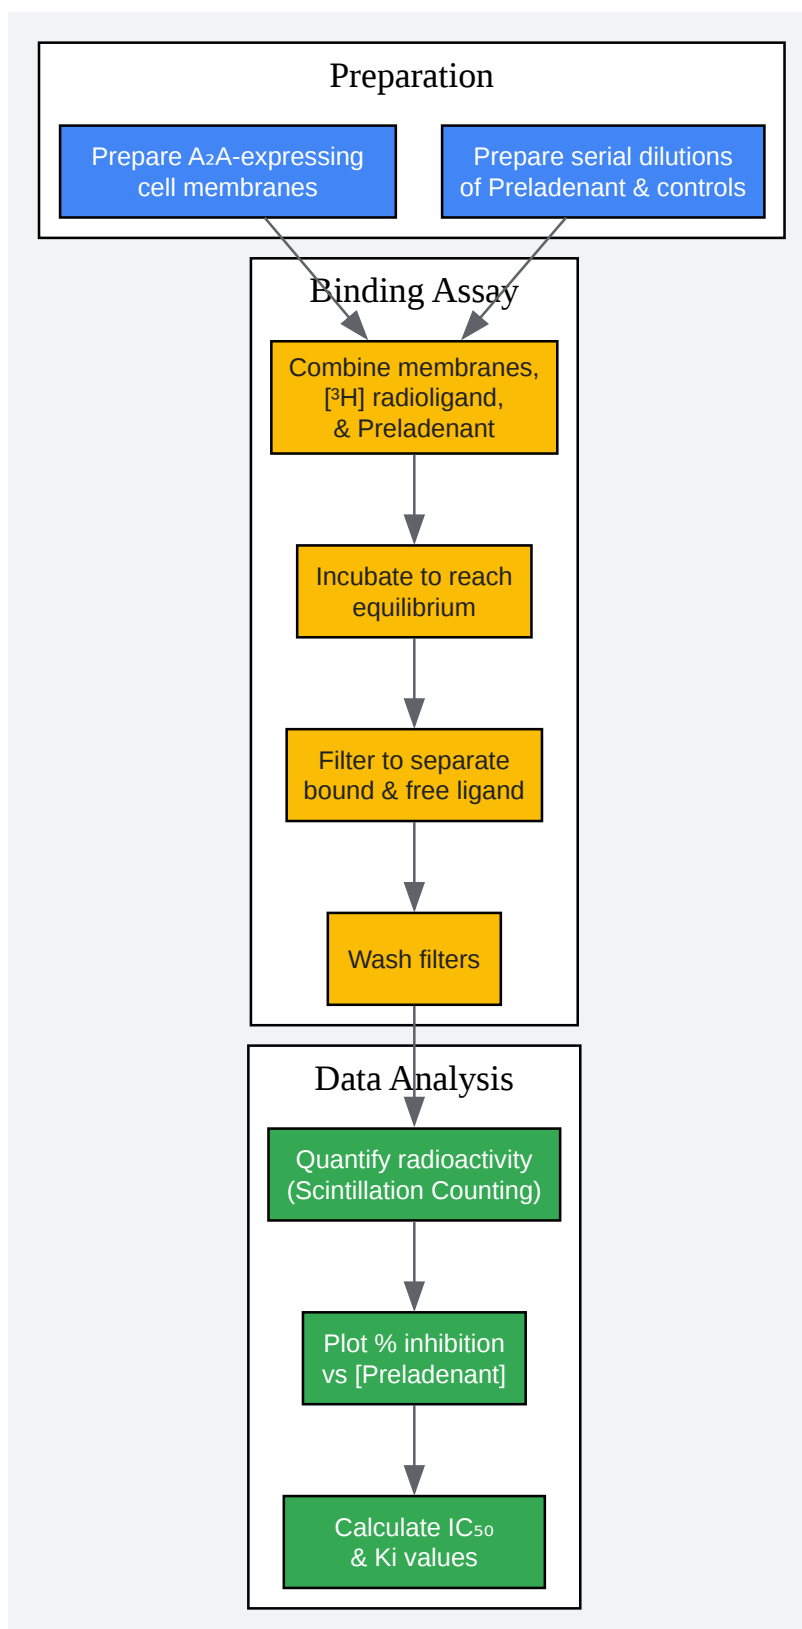 Preparation
Prepare A₂A-expressing
cell membranes
Prepare serial dilutions
of Preladenant & controls
Binding Assay
Combine membranes,
[³H] radioligand,
& Preladenant
Incubate to reach
equilibrium
Filter to separate
bound & free ligand
Wash filters
Data Analysis
Quantify radioactivity
(Scintillation Counting)
Plot % inhibition
vs [Preladenant]
Calculate IC₅₀
& Ki values